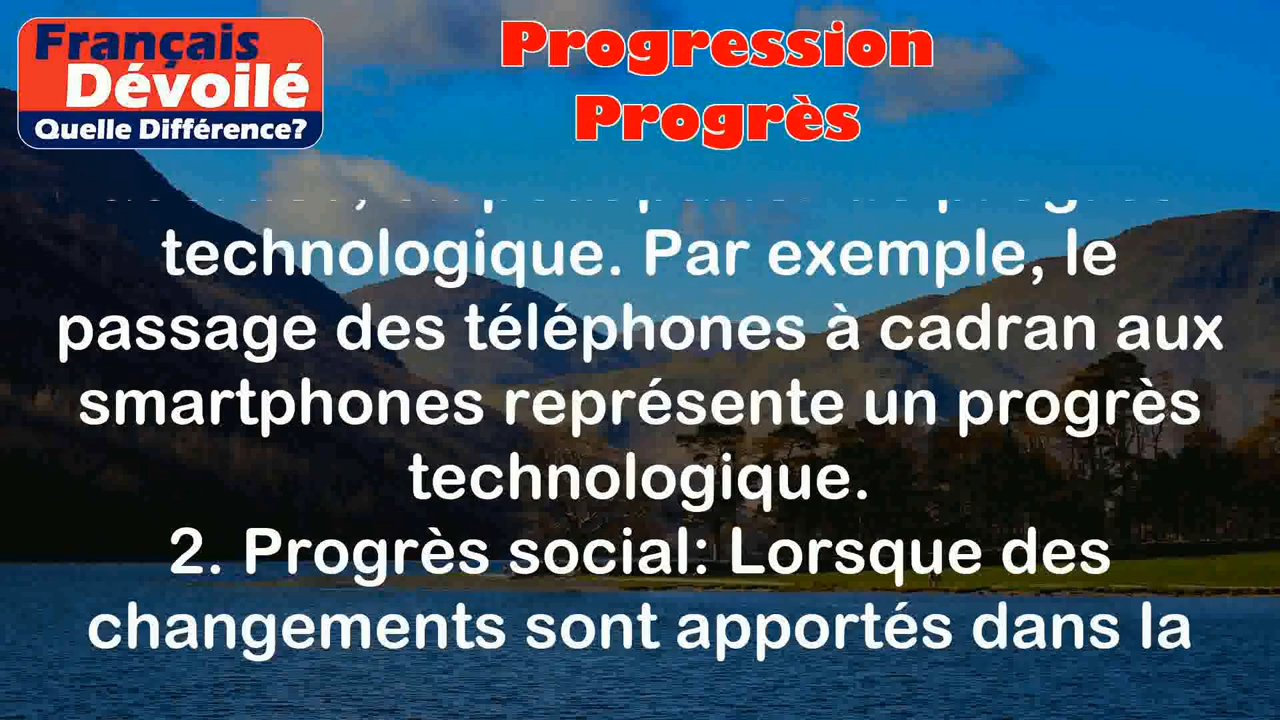 Français
Dévoilé
Quelle Différence?
Progression
Progrès
technologique. Par exemple, le
passage des téléphones à cadran aux
smartphones représente un progrès
technologique.
2. Progrès social: Lorsque des
changements sont apportés dans la